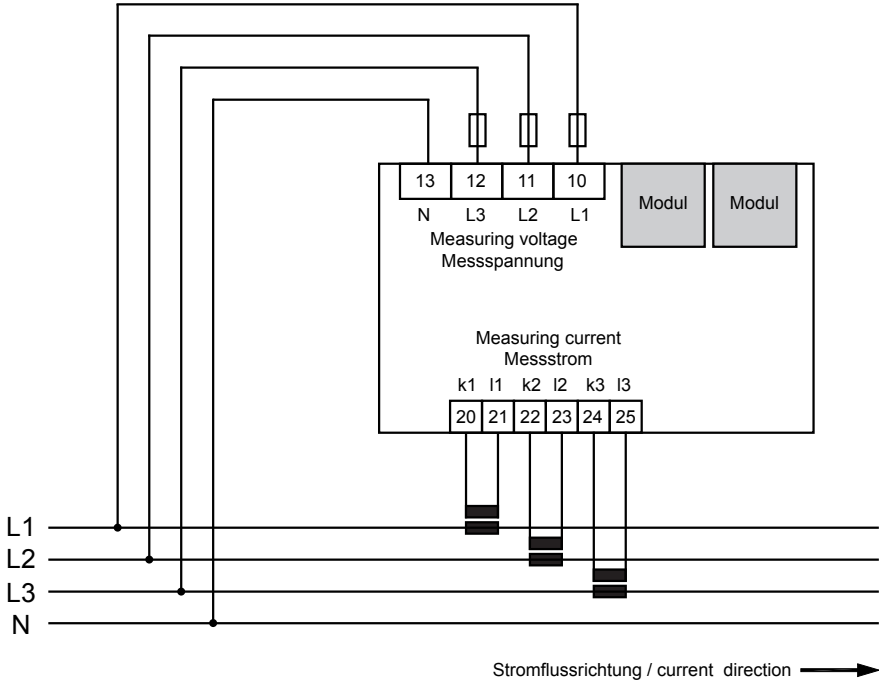 13 12 11 10
N L3 L2 L1
Measuring voltage
Messspannung
Modul
Modul
Measuring current
Messstrom
k1 l1 k2 l2 k3 l3
20 21 22 23 24 25
L1
L2
L3
N
Stromflussrichtung / current direction